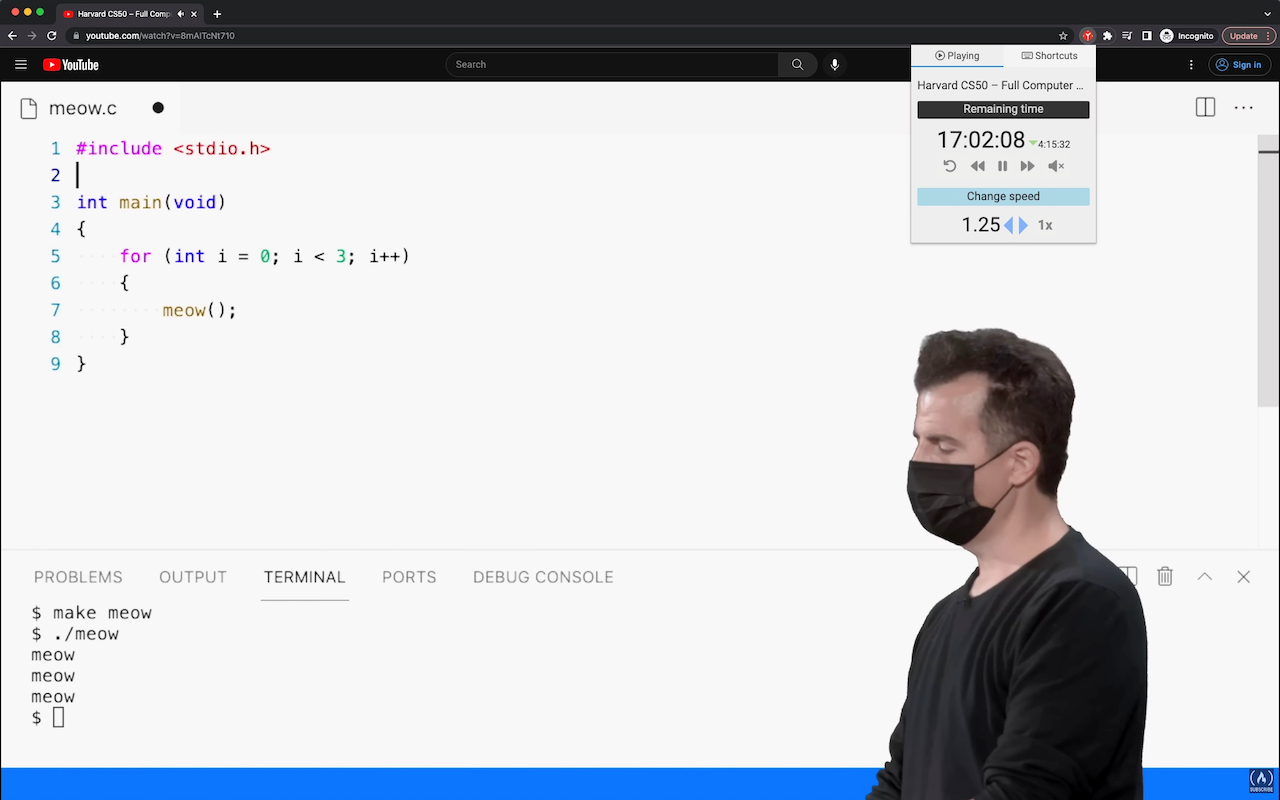 Harvard CS50 – Full Comp
youtube.com/watch?v=8mAITcNt710
Incognito
Update
YouTube
Search
Sign in
Playing
Shortcuts
Harvard CS50 – Full Computer ...
Remaining time
17:02:08
4:15:32
Change speed
1.25
1x
meow.c
1 #include <stdio.h>
2
3 int main(void)
4 {
5 for (int i = 0; i < 3; i++)
6 {
7 meow();
8 }
9 }
PROBLEMS OUTPUT TERMINAL PORTS DEBUG CONSOLE
$ make meow
$ ./meow
meow
meow
meow
$
SUBSCRIBE